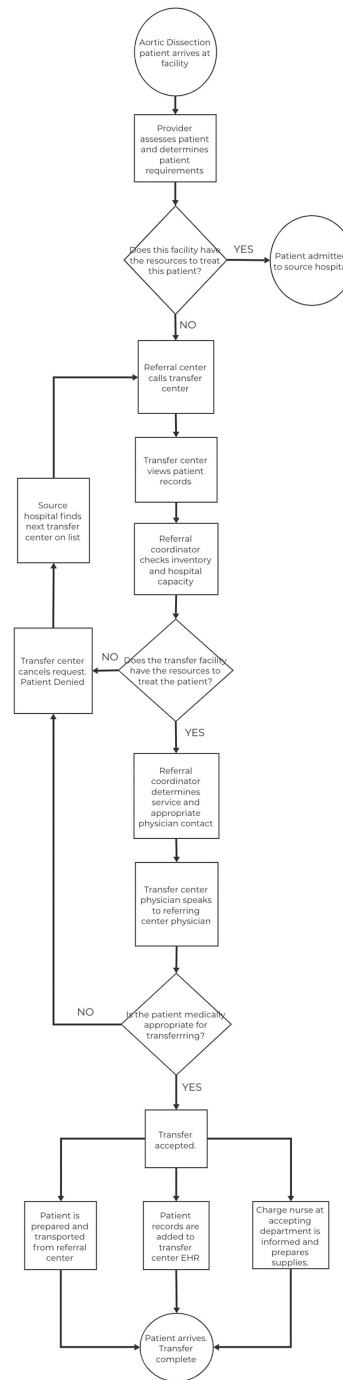 Aortic Dissection
patient arrives at
facility
Provider
assesses patient
and determines
patient
requirements
Does this facility have
the resources to treat
this patient?
YES
Patient admitted
to source hospital
NO
Referral center
calls transfer
center
Transfer center
views patient
records
Source
hospital finds
next transfer
center on list
Referral
coordinator
checks inventory
and hospital
capacity
Transfer center
cancels request.
Patient Denied
NO
Does the transfer facility
have the resources to
treat the patient?
YES
Referral
coordinator
determines
service and
appropriate
physician contact
Transfer center
physician speaks
to referring
center physician
NO
Is the patient medically
appropriate for
transferrring?
YES
Transfer
accepted.
Patient is
prepared and
transported
from referral
center
Patient
records are
added to
transfer
center EHR
Charge nurse at
accepting
department is
informed and
prepares
supplies.
Patient arrives.
Transfer
complete